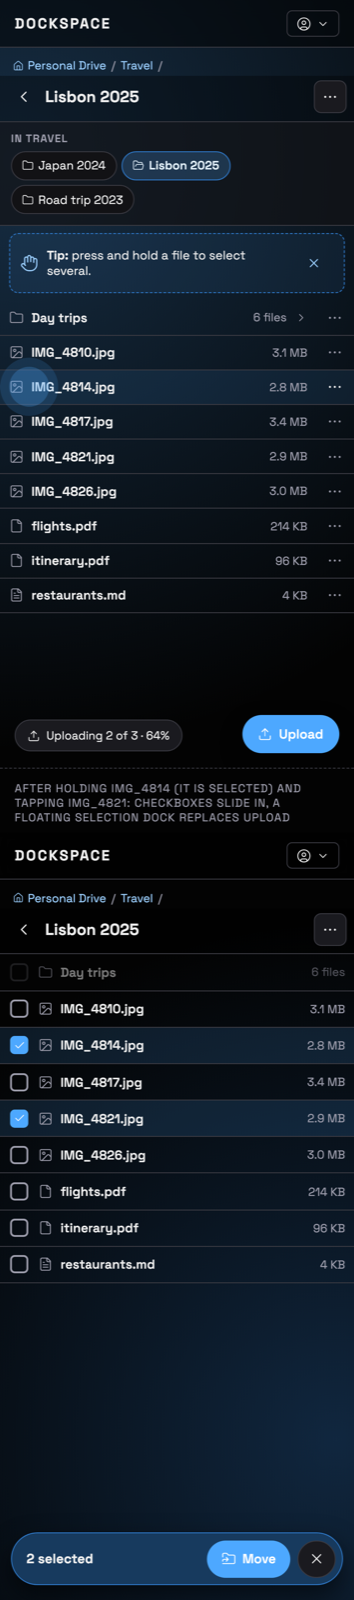 DOCKSPACE
Personal Drive / Travel /
Lisbon 2025
IN TRAVEL
Japan 2024 Lisbon 2025
Road trip 2023
Tip: press and hold a file to select
several.
Day trips 6 files
IMG_4810.jpg 3.1 MB
IMG_4814.jpg 2.8 MB
IMG_4817.jpg 3.4 MB
IMG_4821.jpg 2.9 MB
IMG_4826.jpg 3.0 MB
flights.pdf 214 KB
itinerary.pdf 96 KB
restaurants.md 4 KB
Uploading 2 of 3 · 64% Upload
AFTER HOLDING IMG_4814 (IT IS SELECTED) AND
TAPPING IMG_4821: CHECKBOXES SLIDE IN, A
FLOATING SELECTION DOCK REPLACES UPLOAD
DOCKSPACE
Personal Drive / Travel /
Lisbon 2025
Day trips 6 files
IMG_4810.jpg 3.1 MB
IMG_4814.jpg 2.8 MB
IMG_4817.jpg 3.4 MB
IMG_4821.jpg 2.9 MB
IMG_4826.jpg 3.0 MB
flights.pdf 214 KB
itinerary.pdf 96 KB
restaurants.md 4 KB
2 selected Move